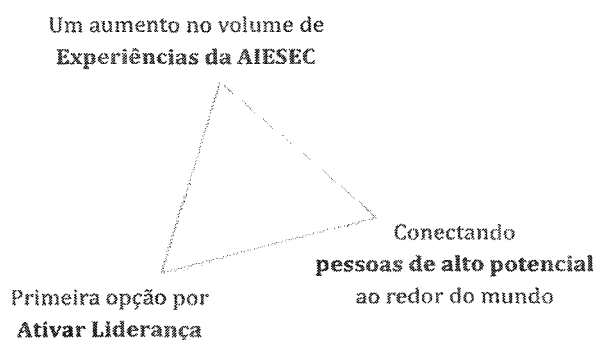 Um aumento no volume de
Experiências da AIESEC
Conectando
pessoas de alto potencial
ao redor do mundo
Primeira opção por
Ativar Liderança